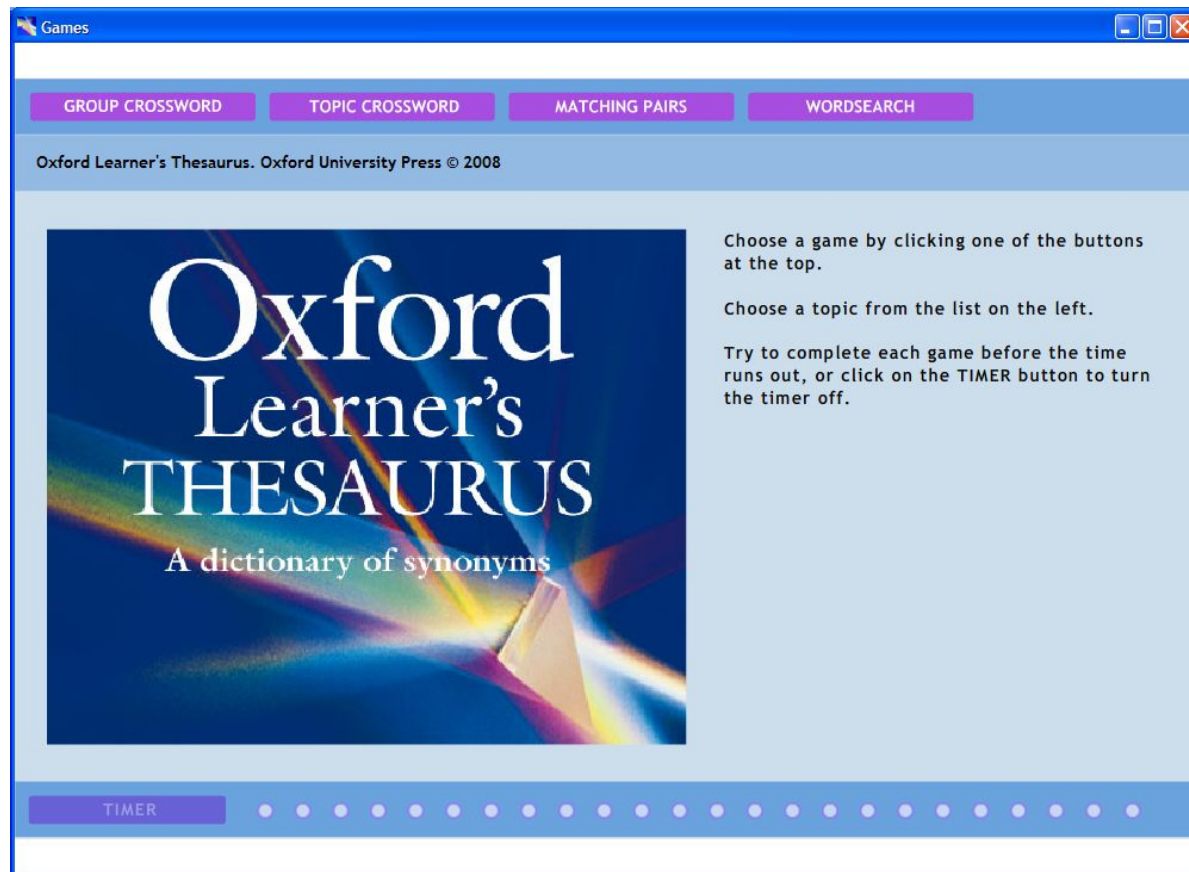 Games
GROUP CROSSWORD TOPIC CROSSWORD MATCHING PAIRS WORDSEARCH
Oxford Learner's Thesaurus. Oxford University Press © 2008
Oxford
Learner's
THESAURUS
A dictionary of synonyms
Choose a game by clicking one of the buttons
at the top.
Choose a topic from the list on the left.
Try to complete each game before the time
runs out, or click on the TIMER button to turn
the timer off.
TIMER